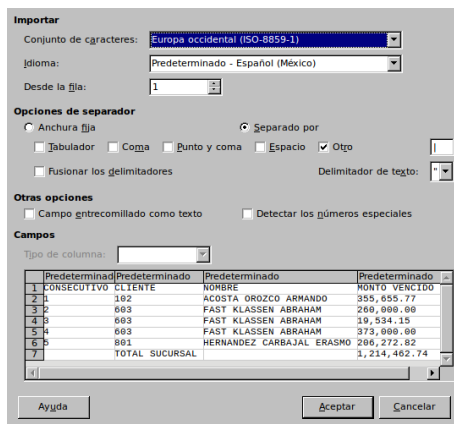 Importar
Conjunto de caracteres: Europa occidental (ISO-8859-1)
Idioma: Predeterminado - Español (México)
Desde la fila: 1
Opciones de separador
Anchura fija Separado por
Tabulador Coma Punto y coma Espacio Otro |
Fusionar los delimitadores Delimitador de texto: "
Otras opciones
Campo entrecomillado como texto Detectar los números especiales
Campos
Tipo de columna:
Predeterminad Predeterminado Predeterminado Predeterminado
1 CONSECUTIVO CLIENTE NOMBRE MONTO VENCIDO
2 1 102 ACOSTA OROZCO ARMANDO 355,655.77
3 2 603 FAST KLASSEN ABRAHAM 260,000.00
4 3 603 FAST KLASSEN ABRAHAM 19,534.15
5 4 603 FAST KLASSEN ABRAHAM 373,000.00
6 5 801 HERNANDEZ CARBAJAL ERASMO 206,272.82
7 TOTAL SUCURSAL 1,214,462.74
Ayuda Aceptar Cancelar